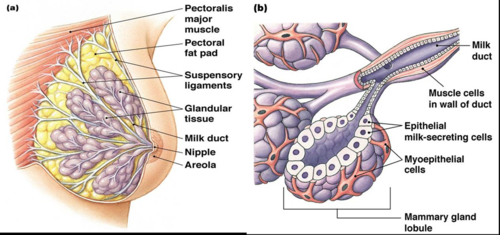 (a)
Pectoralis
major
muscle
Pectoral
fat pad
Suspensory
ligaments
Glandular
tissue
Milk duct
Nipple
Areola
(b)
Milk
duct
Muscle cells
in wall of duct
Epithelial
milk-secreting cells
Myoepithelial
cells
Mammary gland
lobule